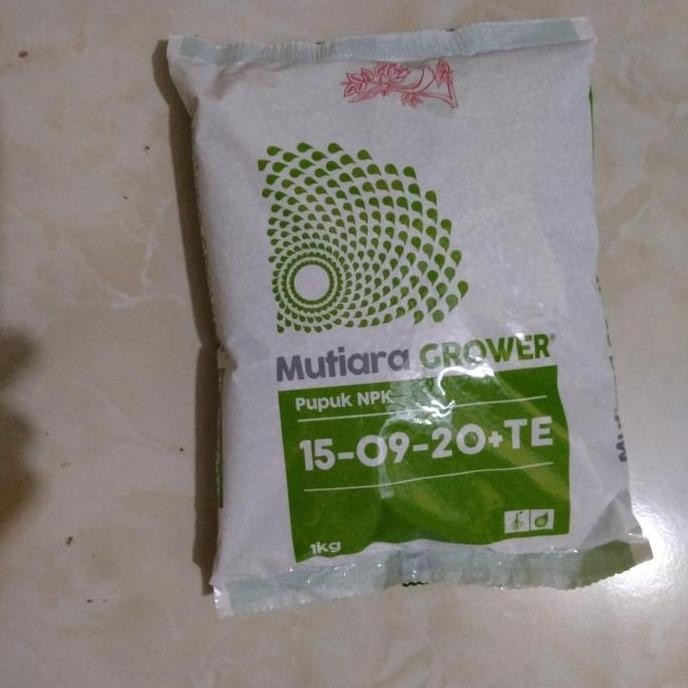 Mutiara GROWER®
Pupuk NPK
15-09-20+TE
1kg